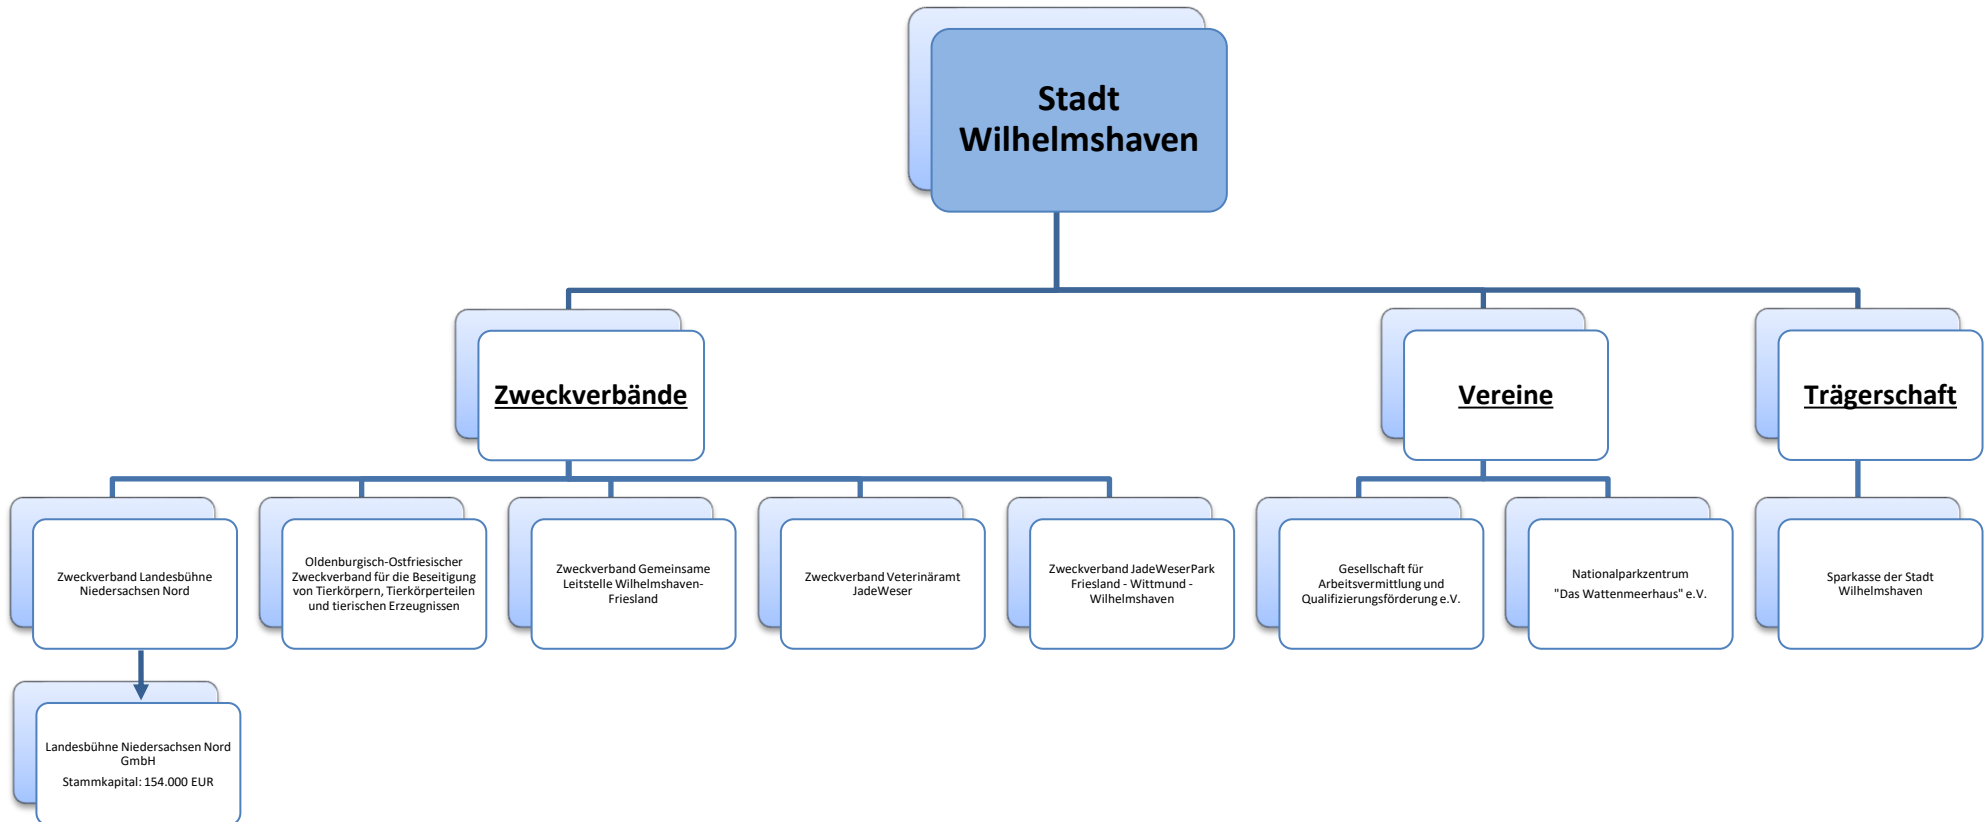 Stadt
Wilhelmshaven
Zweckverbände
Vereine
Trägerschaft
Zweckverband Landesbühne
Niedersachsen Nord
Oldenburgisch-Ostfriesischer
Zweckverband für die Beseitigung
von Tierkörpern, Tierkörperteilen
und tierischen Erzeugnissen
Zweckverband Gemeinsame
Leitstelle Wilhelmshaven-
Friesland
Zweckverband Veterinäramt
JadeWeser
Zweckverband JadeWeserPark
Friesland - Wittmund -
Wilhelmshaven
Gesellschaft für
Arbeitsvermittlung und
Qualifizierungsförderung e.V.
Nationalparkzentrum
"Das Wattenmeerhaus" e.V.
Sparkasse der Stadt
Wilhelmshaven
Landesbühne Niedersachsen Nord
GmbH
Stammkapital: 154.000 EUR